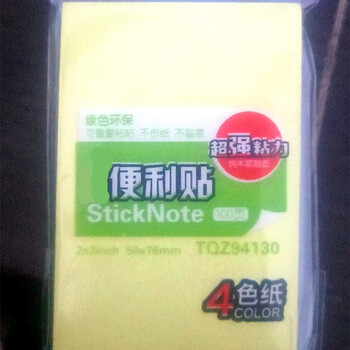 绿色环保
可重复粘贴 不伤纸 不留痕
超强粘力
便利贴
StickNote 100页
2x3inch 50x76mm TQZ94130
4色纸
COLOR